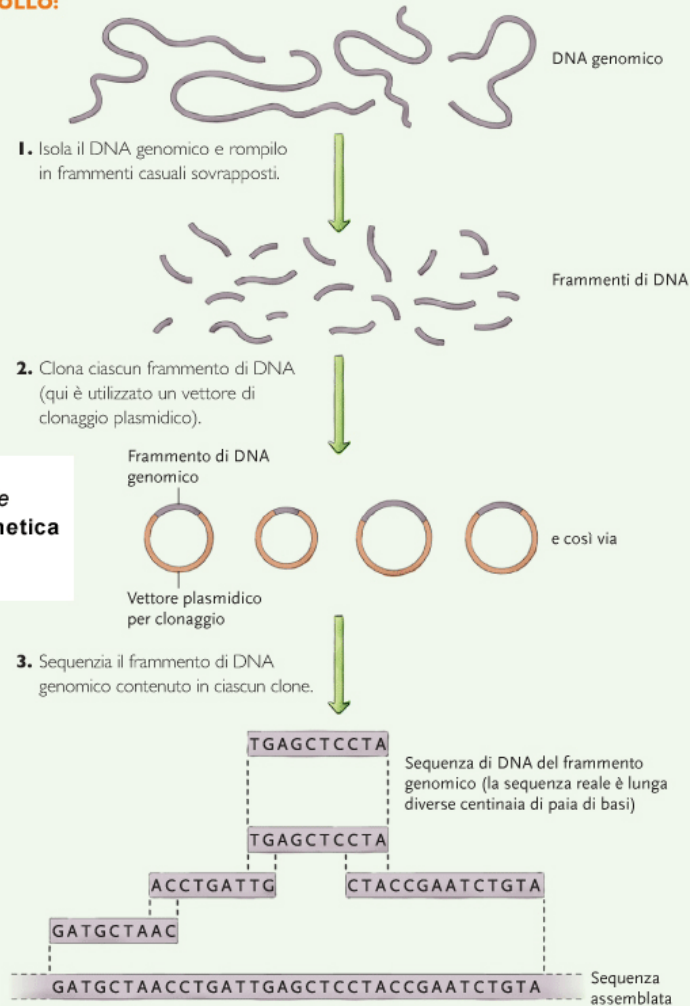 OLLO!
DNA genomico
1. Isola il DNA genomico e rompilo
in frammenti casuali sovrapposti.
Frammenti di DNA
2. Clona ciascun frammento di DNA
(qui è utilizzato un vettore di
clonaggio plasmidico).
Frammento di DNA
genomico
e
netica
e così via
Vettore plasmidico
per clonaggio
3. Sequenzia il frammento di DNA
genomico contenuto in ciascun clone.
TGAGCTCCTA
Sequenza di DNA del frammento
genomico (la sequenza reale è lunga
diverse centinaia di paia di basi)
TGAGCTCCTA
ACCTGATTG
CTACCGAATCTGTA
GATGCTAAC
GATGCTAACCTGATTGAGCTCCTACCGAATCTGTA
Sequenza
assemblata